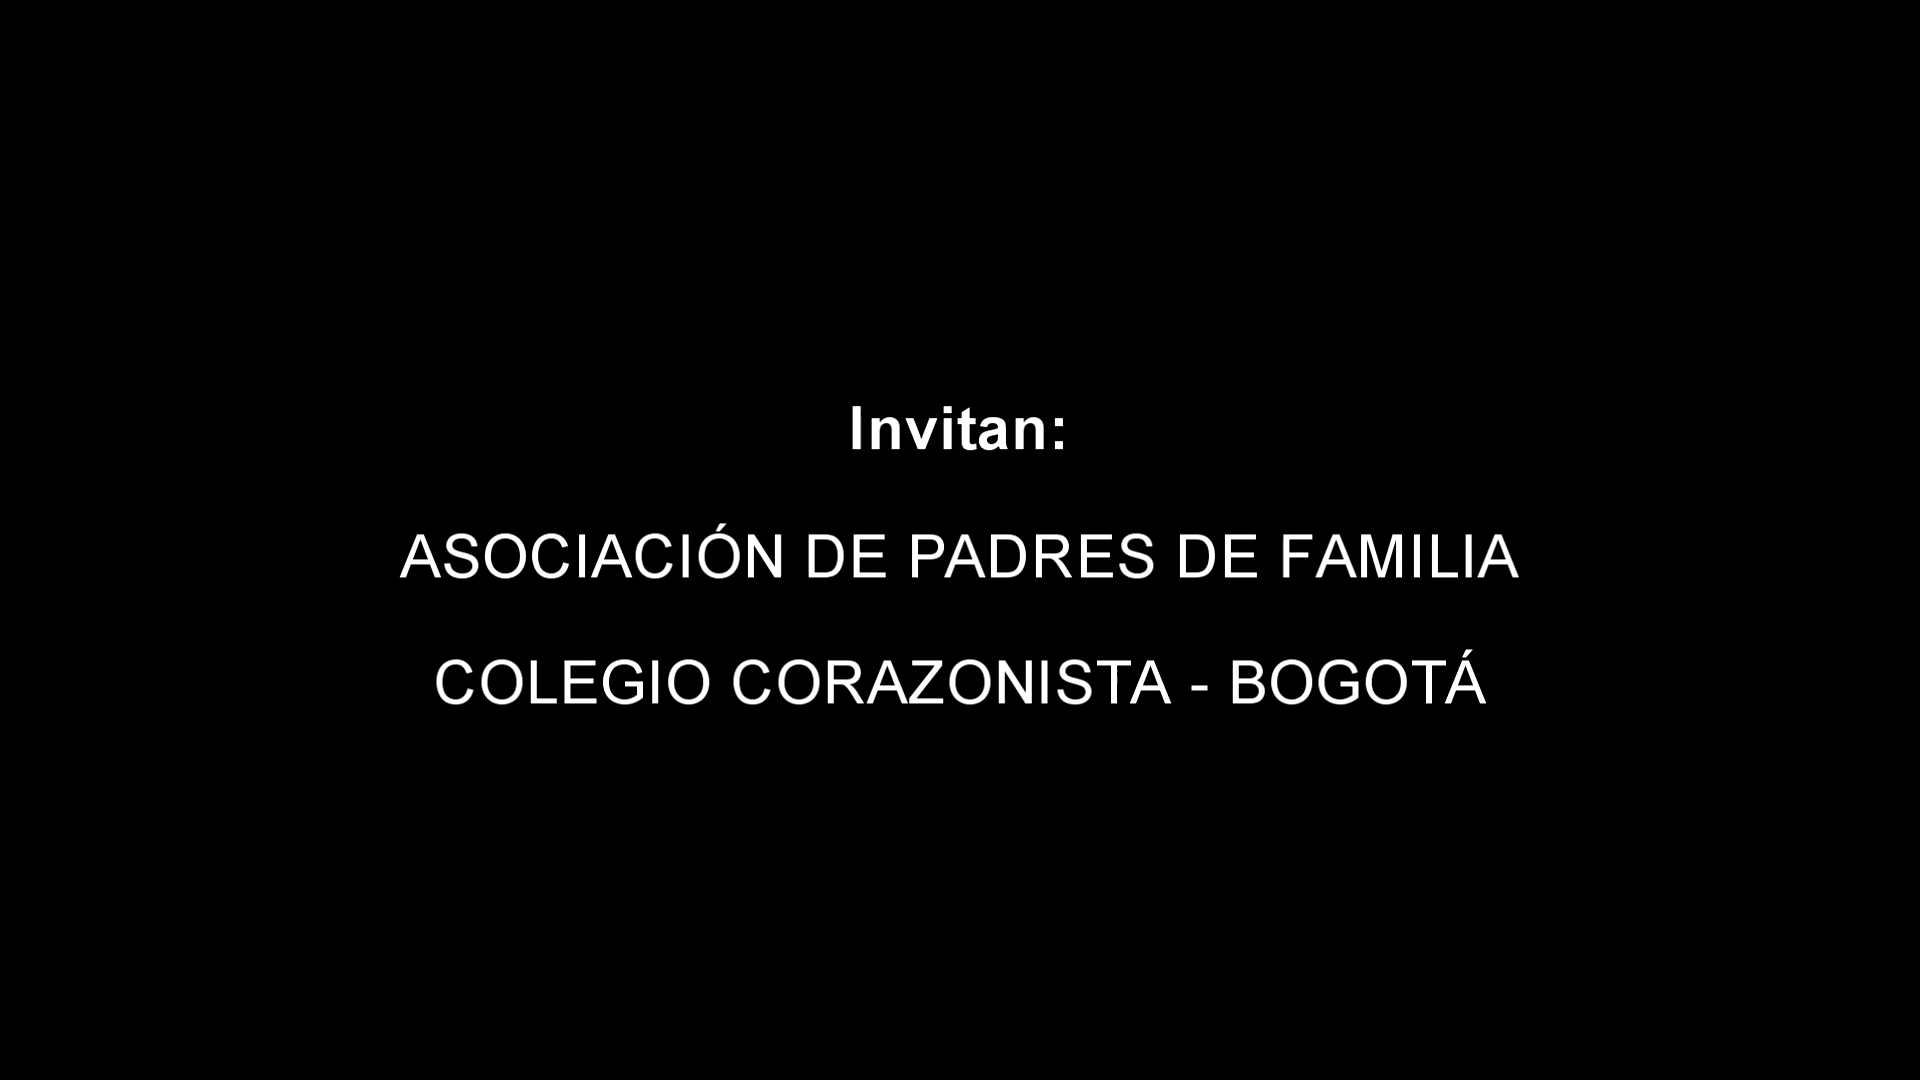 Invitan:
ASOCIACIÓN DE PADRES DE FAMILIA
COLEGIO CORAZONISTA - BOGOTÁ